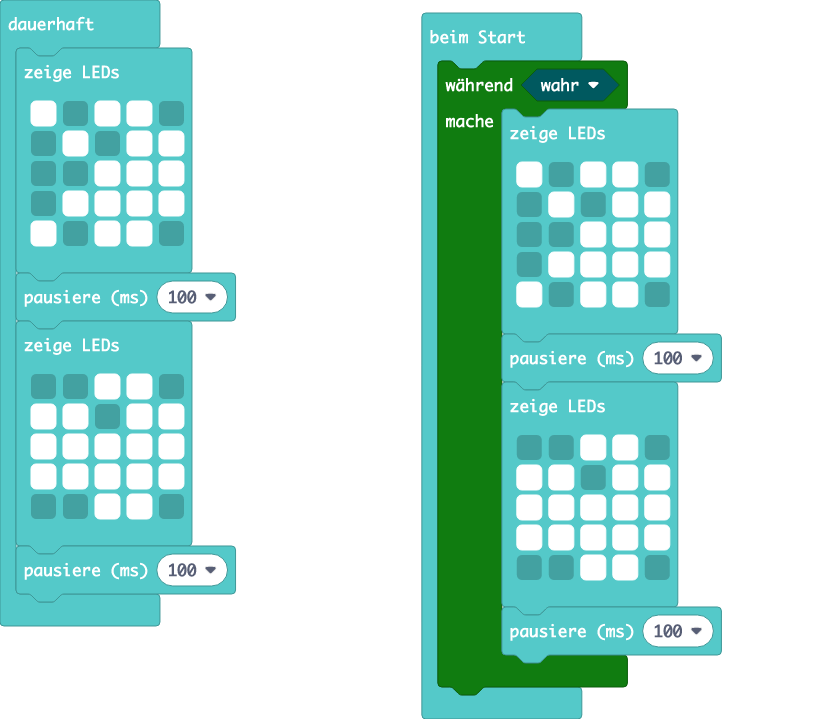 dauerhaft
zeige LEDs
pausiere (ms) 100
zeige LEDs
pausiere (ms) 100
beim Start
während wahr
mache
zeige LEDs
pausiere (ms) 100
zeige LEDs
pausiere (ms) 100